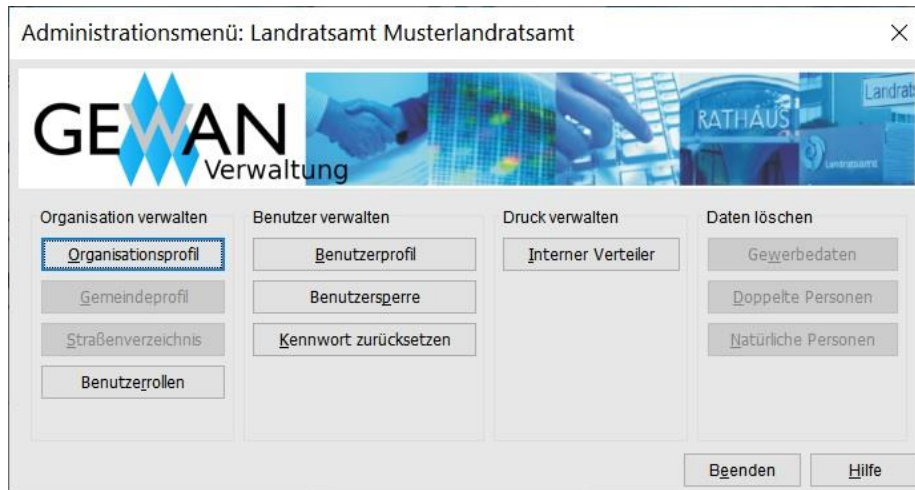 Administrationsmenü: Landratsamt Musterlandratsamt
GEWAN
Verwaltung
RATHAUS
Landrats
Landratsamt
Organisation verwalten
Organisationsprofil
Gemeindeprofil
Straßenverzeichnis
Benutzerrollen
Benutzer verwalten
Benutzerprofil
Benutzersperre
Kennwort zurücksetzen
Druck verwalten
Interner Verteiler
Daten löschen
Gewerbedaten
Doppelte Personen
Natürliche Personen
Beenden
Hilfe